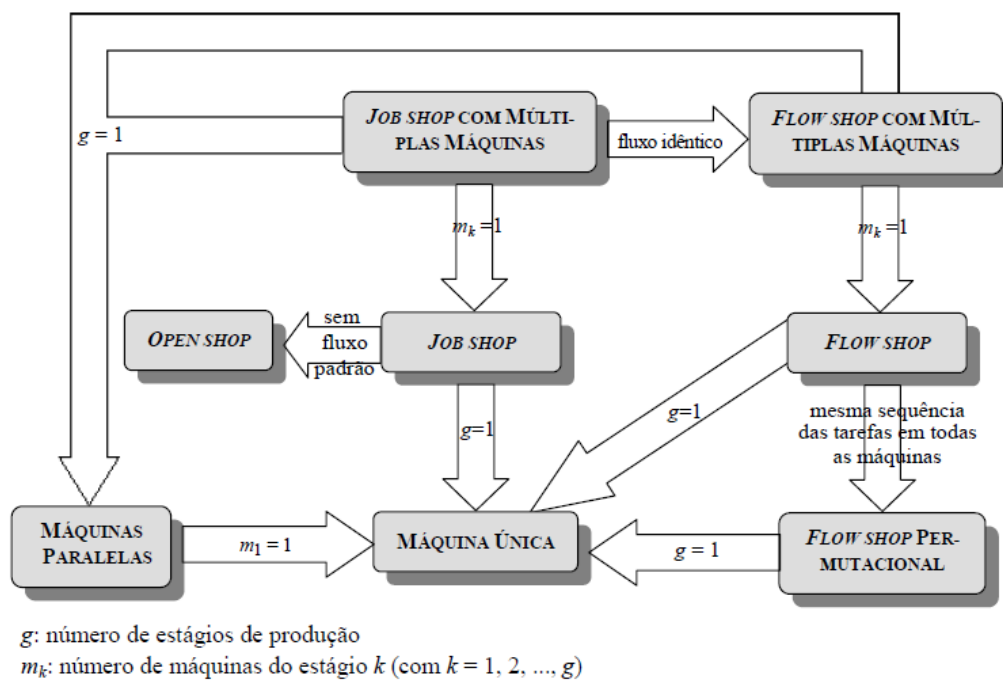 JOB SHOP COM MÚLTI-
PLAS MÁQUINAS
fluxo idêntico
FLOW SHOP COM MÚL-
TIPLAS MÁQUINAS
g = 1
mk =1
mk =1
OPEN SHOP
sem
fluxo
padrão
JOB SHOP
FLOW SHOP
g=1
g=1
mesma sequência
das tarefas em todas
as máquinas
MÁQUINAS
PARALELAS
m1 = 1
MÁQUINA ÚNICA
g = 1
FLOW SHOP PER-
MUTACIONAL
g: número de estágios de produção
mk: número de máquinas do estágio k (com k = 1, 2, ..., g)